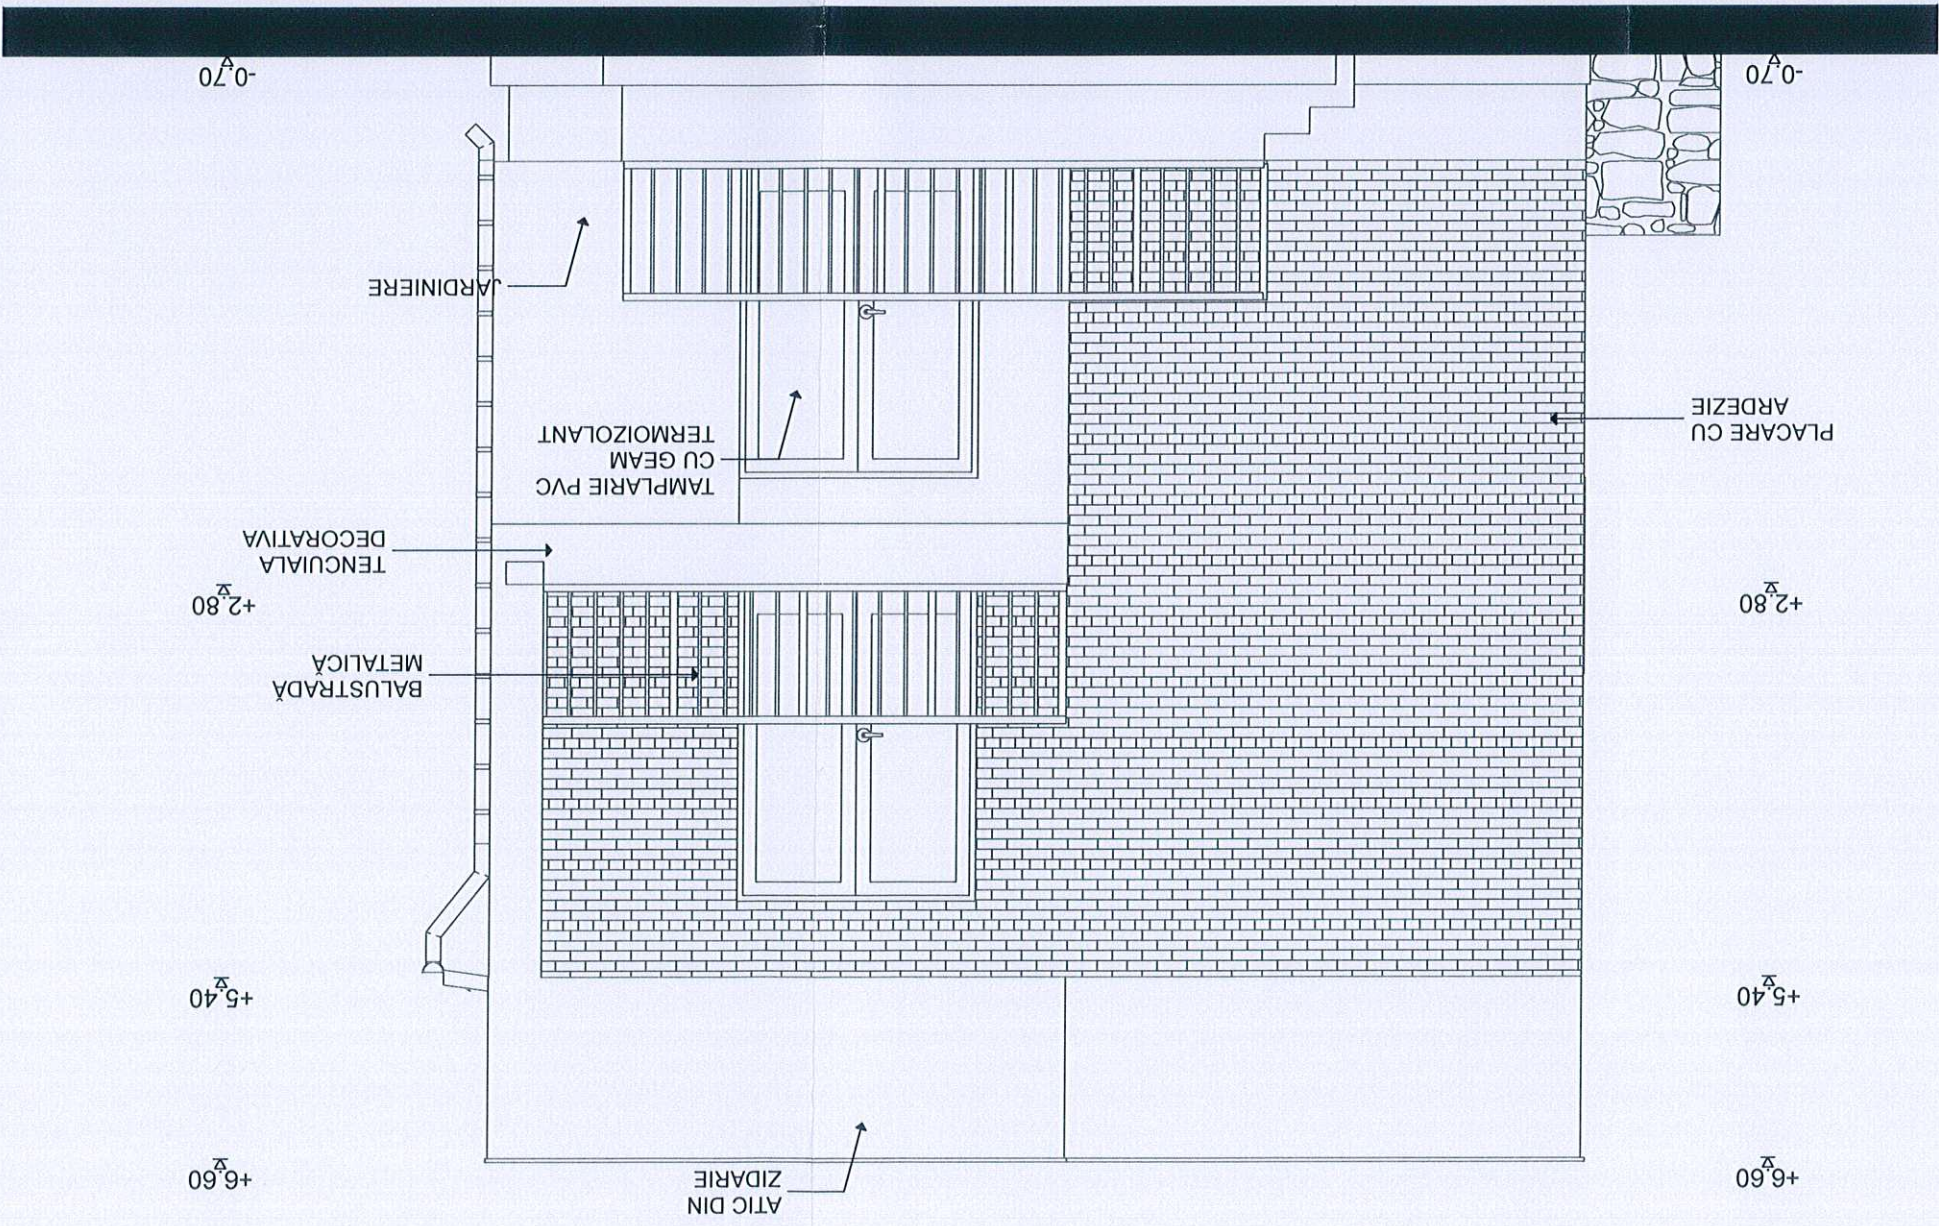 ATIC DIN
ZIDARIE
+6.60
+6.60
+5.40
+5.40
BALUSTRADĂ
METALICĂ
+2.80
+2.80
TENCUIALA
DECORATIVA
TAMPLARIE PVC
CU GEAM
TERMOIZOLANT
PLACARE CU
ARDEZIE
JARDINIERE
-0.70
-0.70